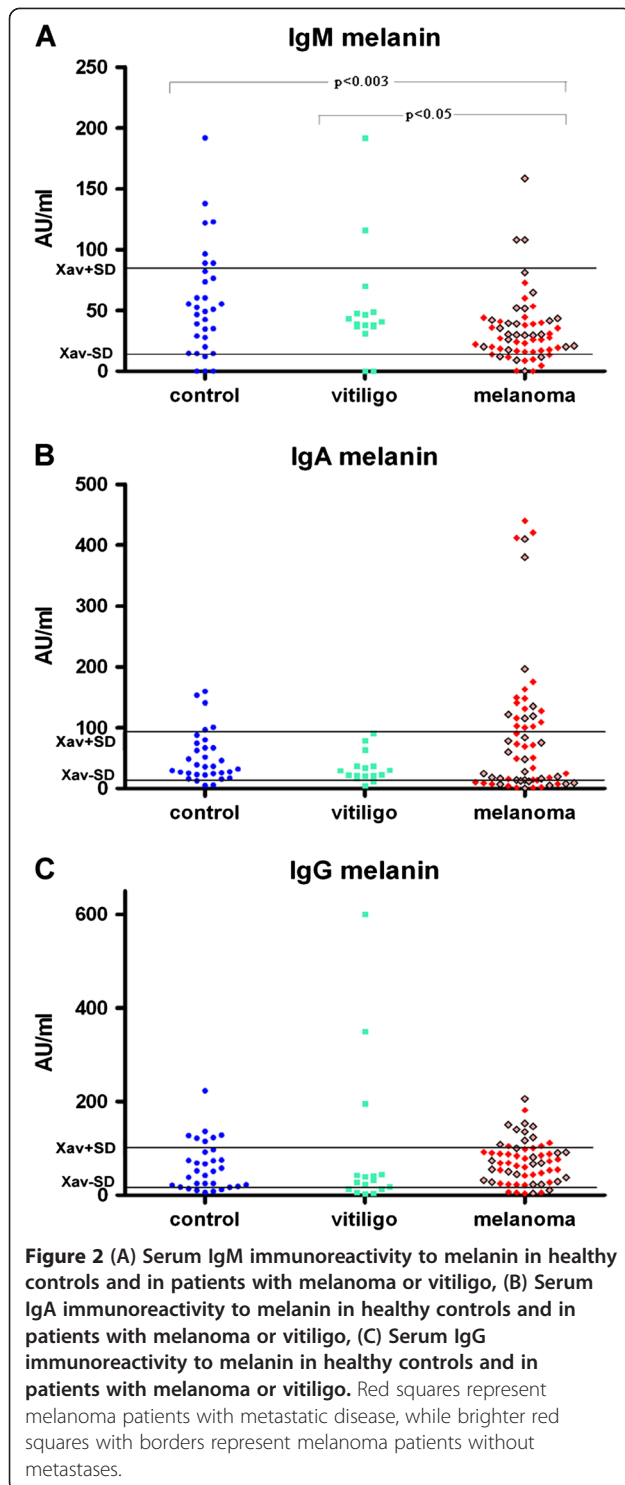 A
IgM melanin
250
200
150
100
50
0
AU/ml
p<0.003
p<0.05
Xav+SD
Xav-SD
control
vitiligo
melanoma
B
IgA melanin
500
400
300
200
100
0
AU/ml
Xav+SD
Xav-SD
control
vitiligo
melanoma
C
IgG melanin
600
400
200
0
AU/ml
Xav+SD
Xav-SD
control
vitiligo
melanoma
Figure 2 (A) Serum IgM immunoreactivity to melanin in healthy
controls and in patients with melanoma or vitiligo, (B) Serum
IgA immunoreactivity to melanin in healthy controls and in
patients with melanoma or vitiligo, (C) Serum IgG
immunoreactivity to melanin in healthy controls and in
patients with melanoma or vitiligo. Red squares represent
melanoma patients with metastatic disease, while brighter red
squares with borders represent melanoma patients without
metastases.